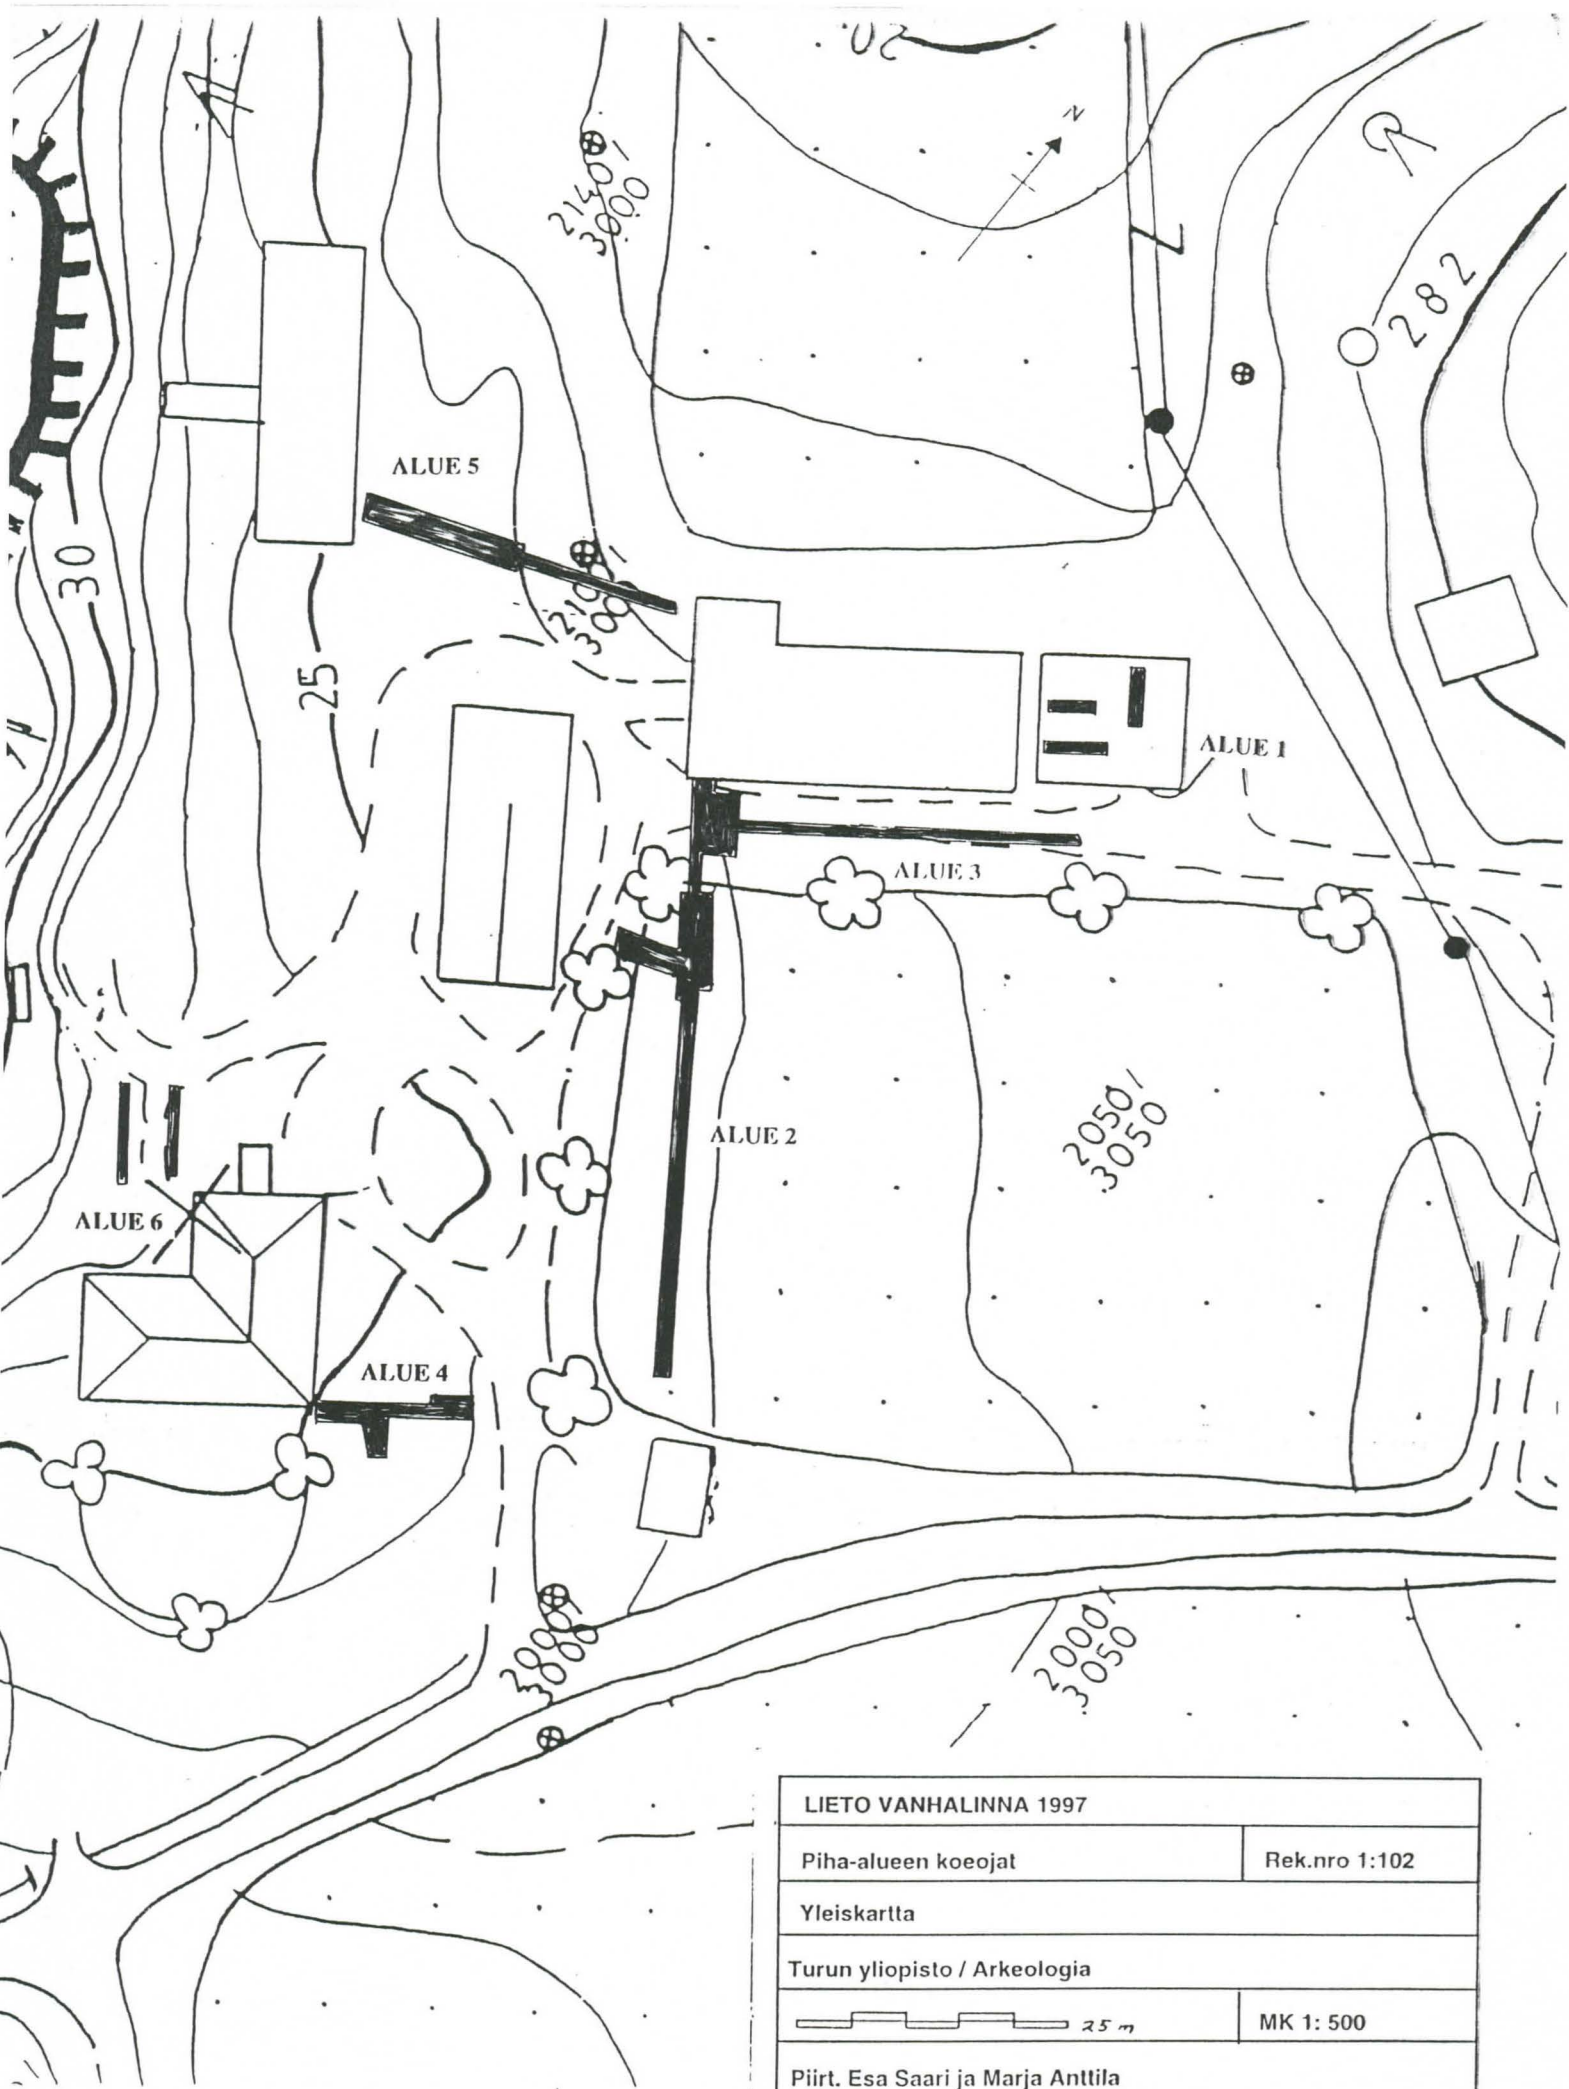 20.
N
2140/
3000
7
282
ALUE 5
30
25
ALUE 1
ALUE 3
ALUE 2
2050/
3050
ALUE 6
ALUE 4
2000/
3050
LIETO VANHALINNA 1997
Piha-alueen koeojat
Rek.nro 1:102
Yleiskartta
Turun yliopisto / Arkeologia
25 m
MK 1: 500
Piirt. Esa Saari ja Marja Anttila